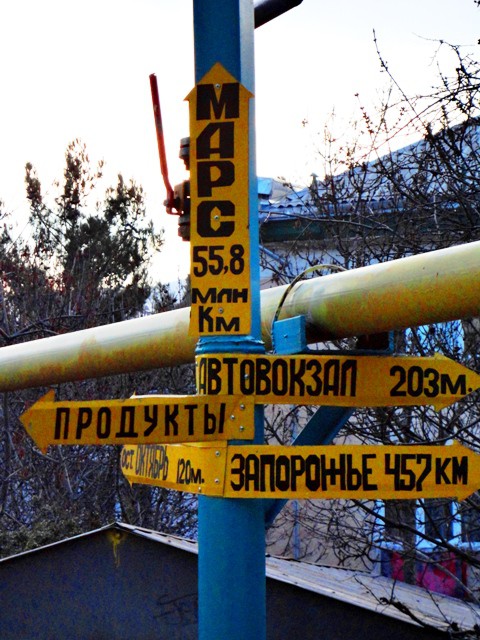 МАРС
55,8
МЛН
КМ
АВТОВОКЗАЛ 203М.
ПРОДУКТЫ
ОСТ. ОКТЯБРЬ 120М.
ЗАПОРОЖЬЕ 457КМ